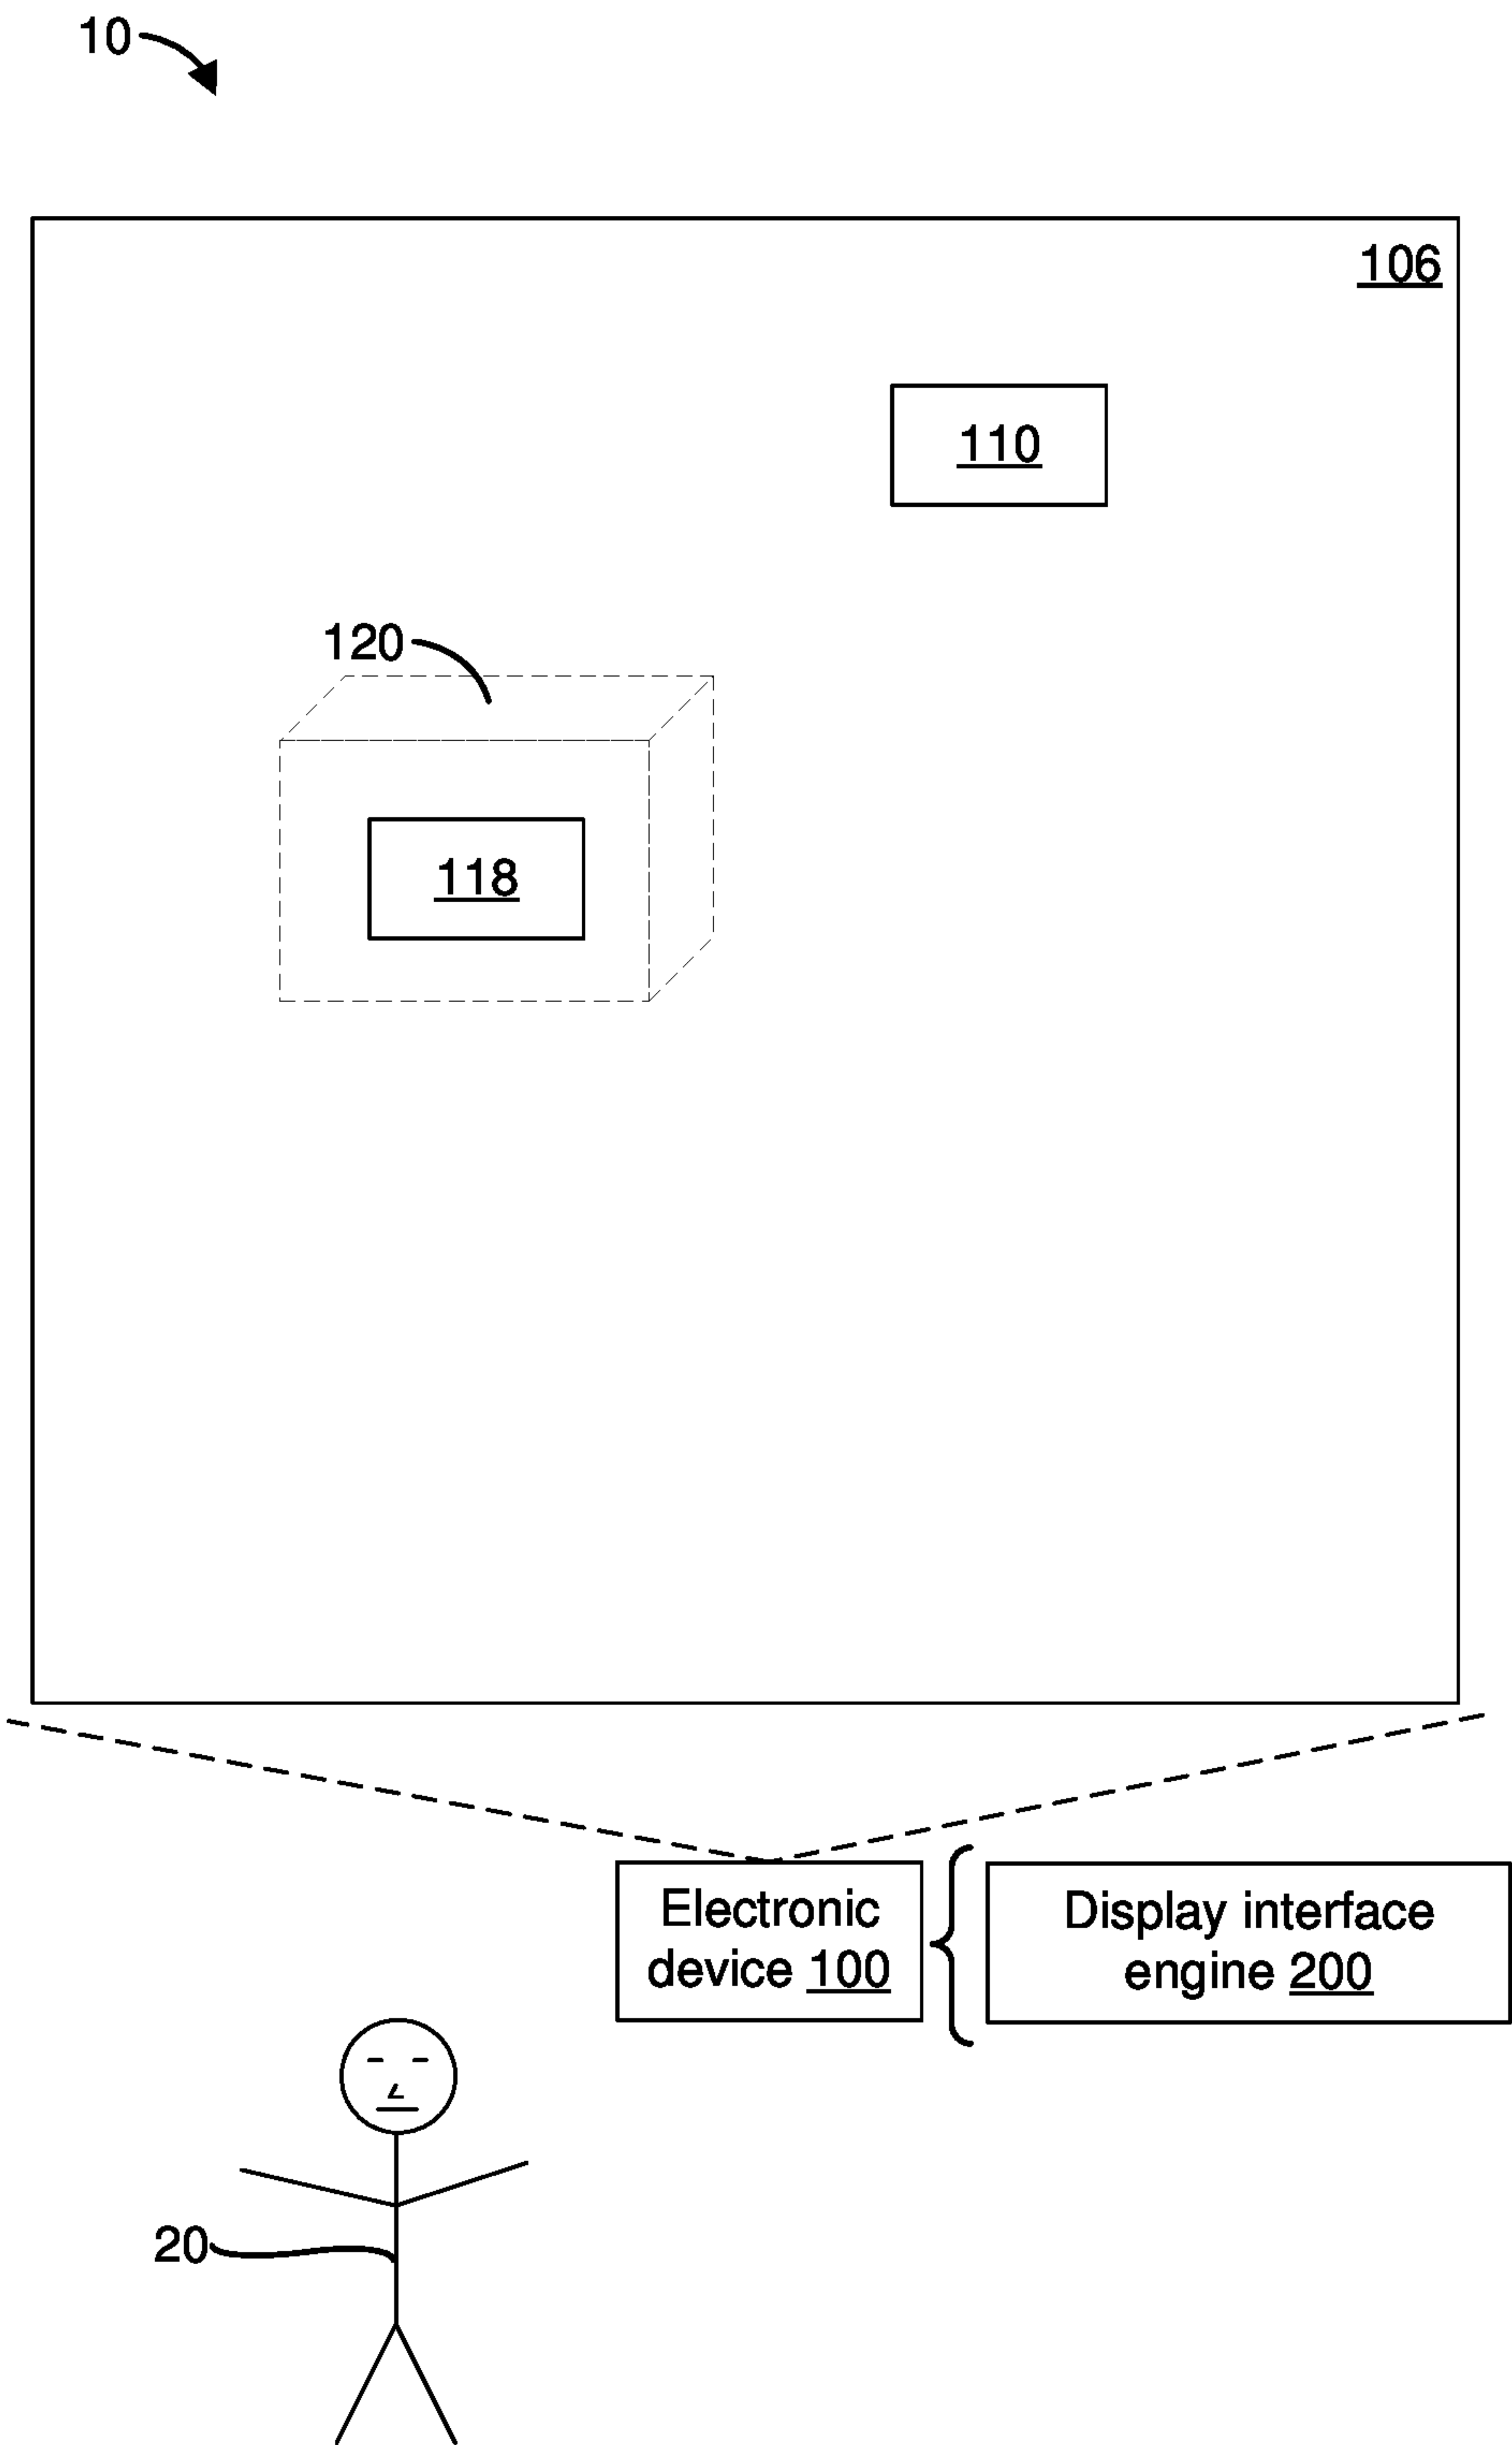 10
106
110
120
118
Electronic
device 100
Display interface
engine 200
20